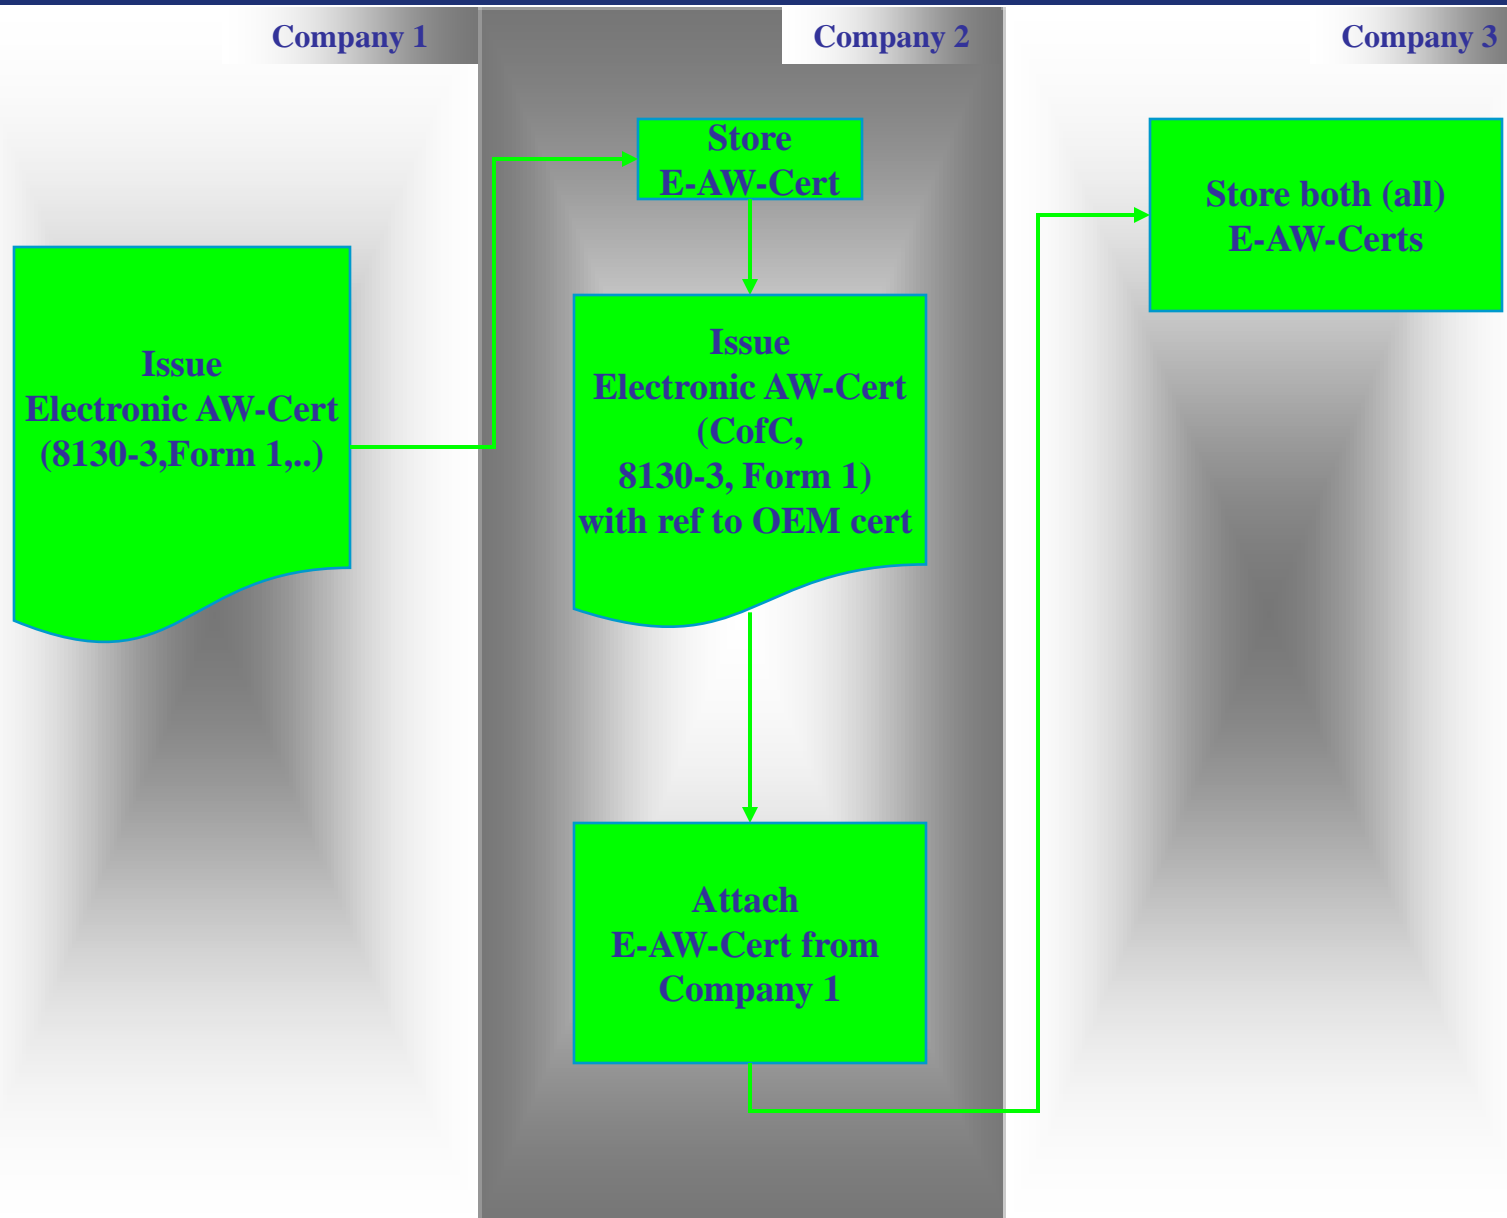 Company 1
Company 2
Company 3
Issue
Electronic AW-Cert
(8130-3,Form 1,..)
Store
E-AW-Cert
Issue
Electronic AW-Cert
(CofC,
8130-3, Form 1)
with ref to OEM cert
Attach
E-AW-Cert from
Company 1
Store both (all)
E-AW-Certs